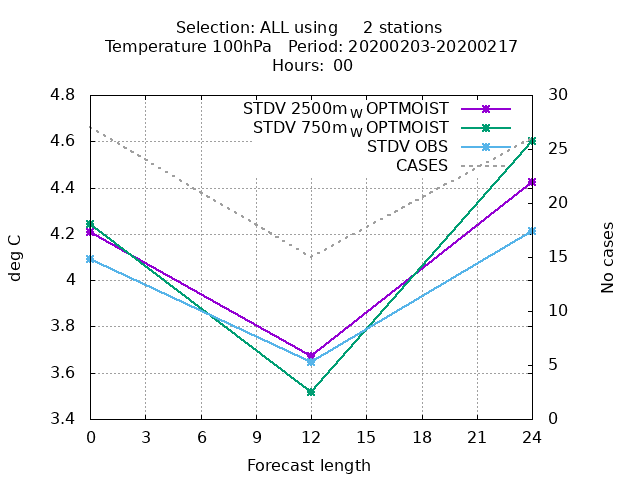 Selection: ALL using 2 stations
Temperature 100hPa Period: 20200203-20200217
Hours: 00
STDV 2500m_W OPTMOIST
STDV 750m_W OPTMOIST
STDV OBS
CASES
4.8
4.6
4.4
4.2
4
3.8
3.6
3.4
deg C
30
25
20
15
10
5
0
No cases
0 3 6 9 12 15 18 21 24
Forecast length